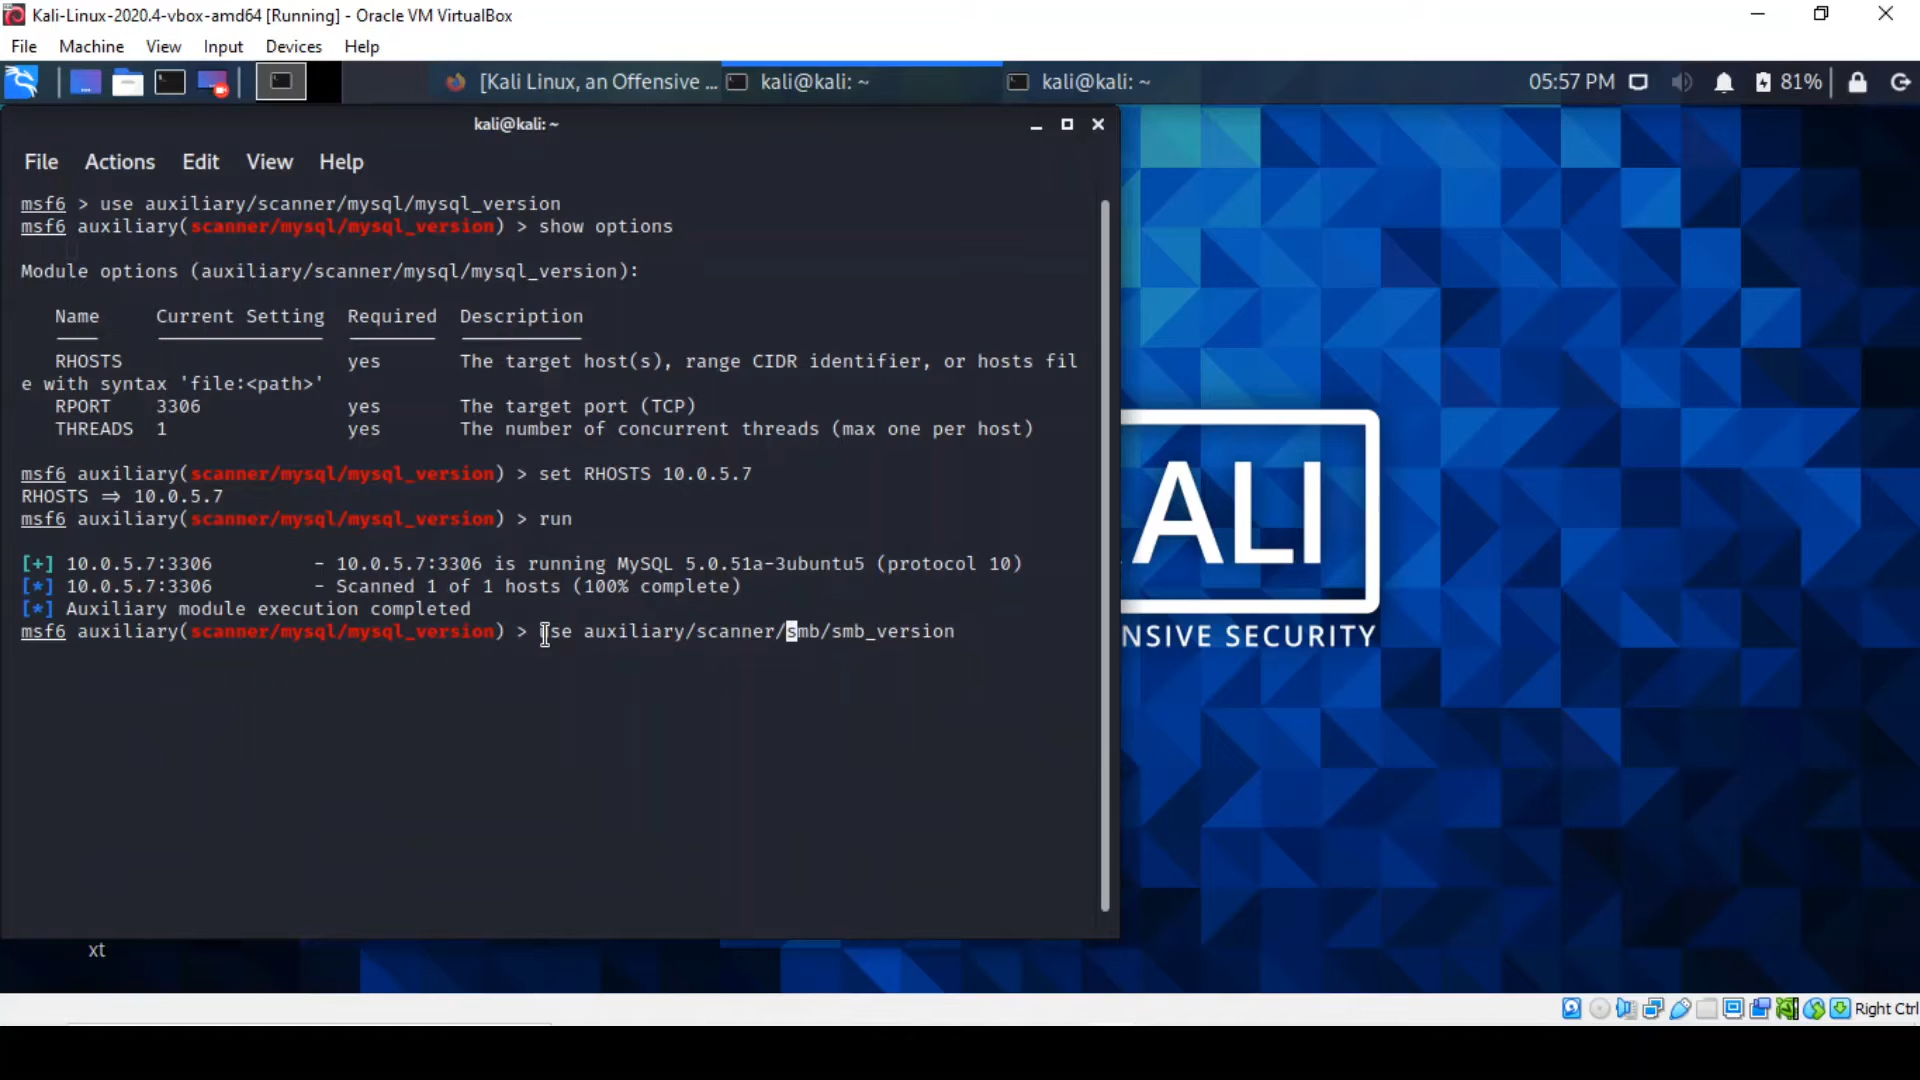 Kali-Linux-2020.4-vbox-amd64 [Running] - Oracle VM VirtualBox
File Machine View Input Devices Help
[Kali Linux, an Offensive ... kali@kali: ~ kali@kali: ~ 05:57 PM 81%
kali@kali: ~
File Actions Edit View Help
msf6 > use auxiliary/scanner/mysql/mysql_version
msf6 auxiliary(scanner/mysql/mysql_version) > show options
Module options (auxiliary/scanner/mysql/mysql_version):
Name Current Setting Required Description
RHOSTS yes The target host(s), range CIDR identifier, or hosts fil
e with syntax 'file:<path>'
RPORT 3306 yes The target port (TCP)
THREADS 1 yes The number of concurrent threads (max one per host)
msf6 auxiliary(scanner/mysql/mysql_version) > set RHOSTS 10.0.5.7
RHOSTS ⇒ 10.0.5.7
msf6 auxiliary(scanner/mysql/mysql_version) > run
[+] 10.0.5.7:3306 - 10.0.5.7:3306 is running MySQL 5.0.51a-3ubuntu5 (protocol 10)
[*] 10.0.5.7:3306 - Scanned 1 of 1 hosts (100% complete)
[*] Auxiliary module execution completed
msf6 auxiliary(scanner/mysql/mysql_version) > use auxiliary/scanner/smb/smb_version
ALI
NSIVE SECURITY
xt
Right Ctrl